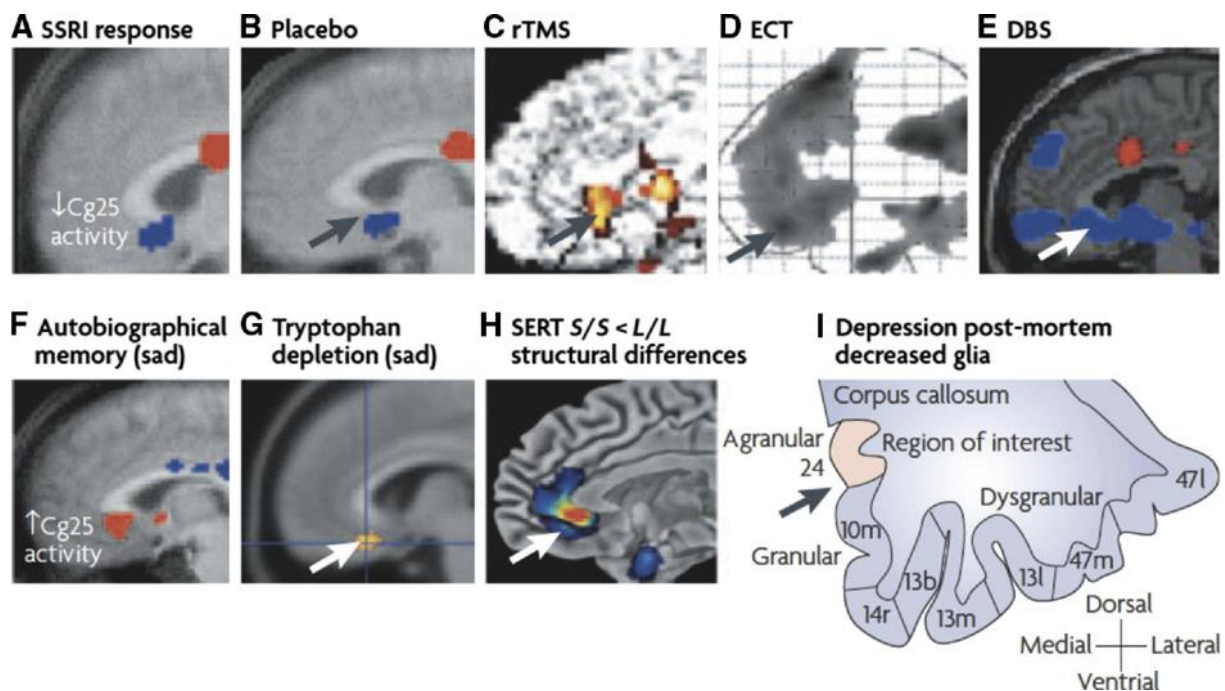 A SSRI response
B Placebo
C rTMS
D ECT
E DBS
↓Cg25
activity
F Autobiographical
memory (sad)
G Tryptophan
depletion (sad)
H SERT S/S < L/L
structural differences
I Depression post-mortem
decreased glia
↑Cg25
activity
Corpus callosum
Agranular
24
Region of interest
47l
Dysgranular
10m
Granular
13b
13l
47m
14r
13m
Dorsal
Medial
Lateral
Ventral